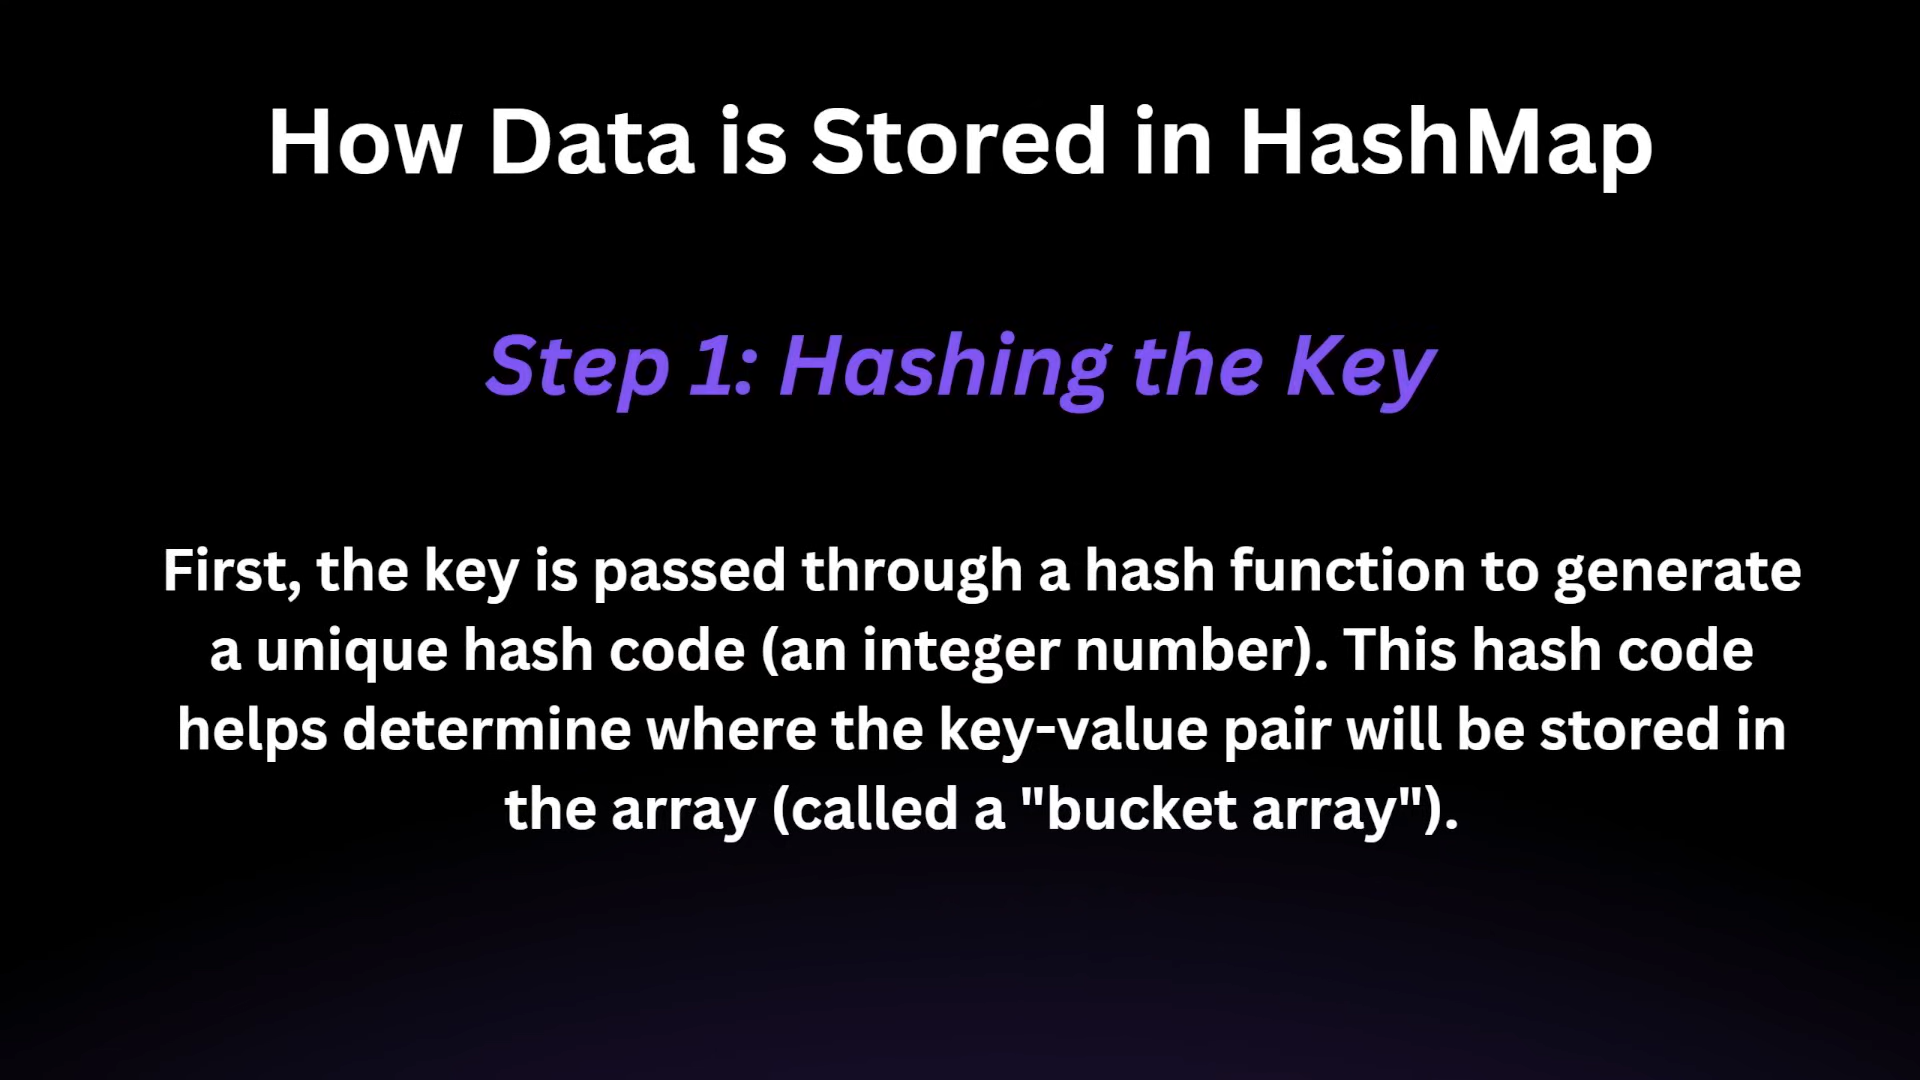 How Data is Stored in HashMap
Step 1: Hashing the Key
First, the key is passed through a hash function to generate
a unique hash code (an integer number). This hash code
helps determine where the key-value pair will be stored in
the array (called a "bucket array").